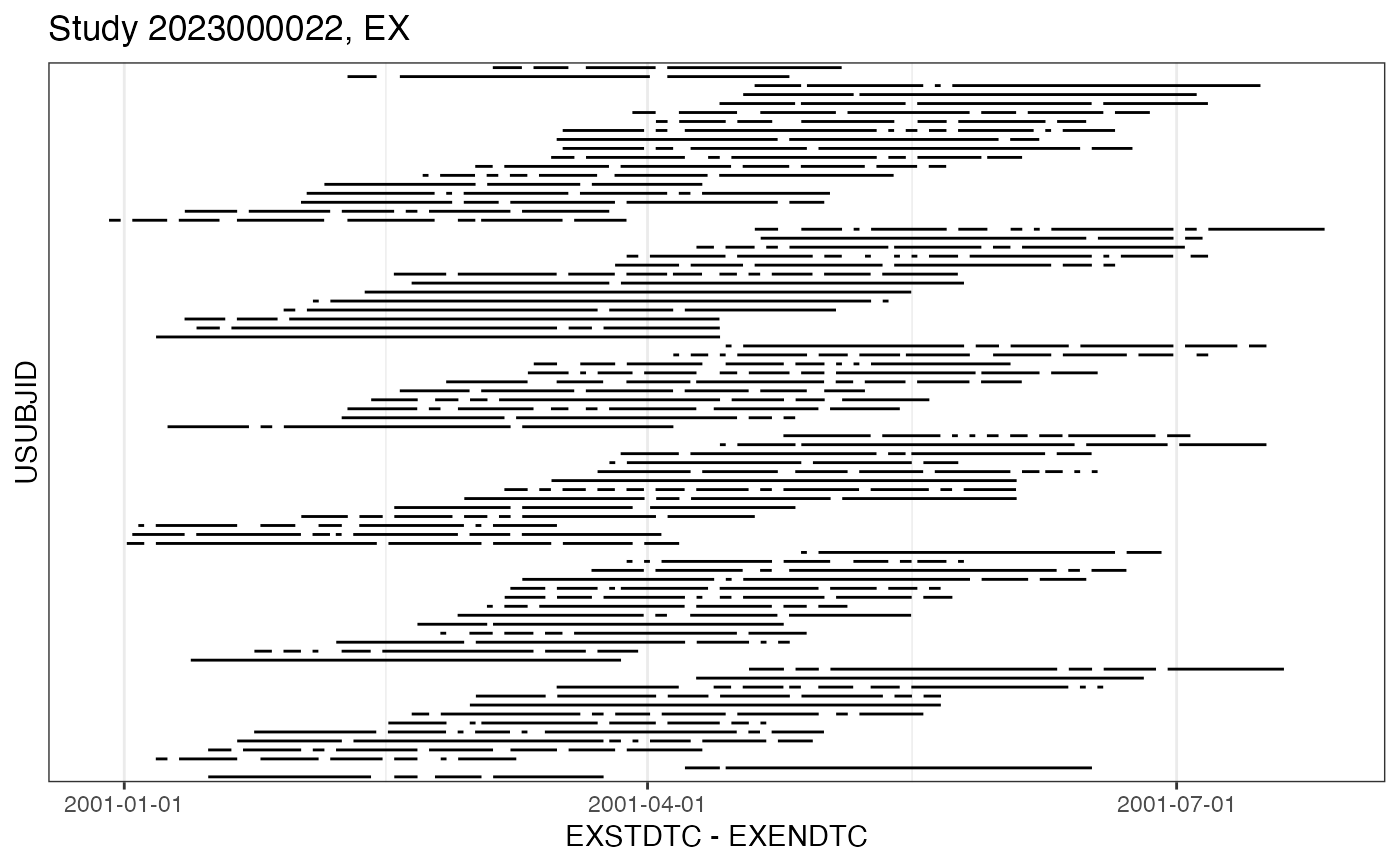 Study 2023000022, EX
USUBJID
2001-01-01
2001-04-01
2001-07-01
EXSTDTC - EXENDTC